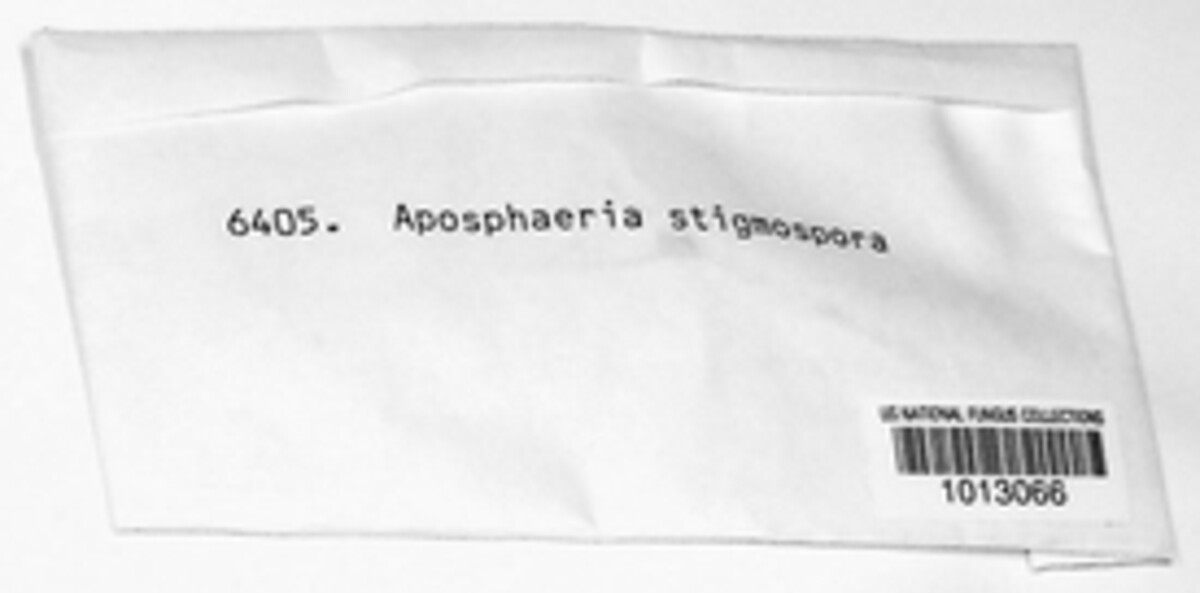 6405. Aposphaeria stigmospora
US NATIONAL FUNGUS COLLECTIONS
1013066